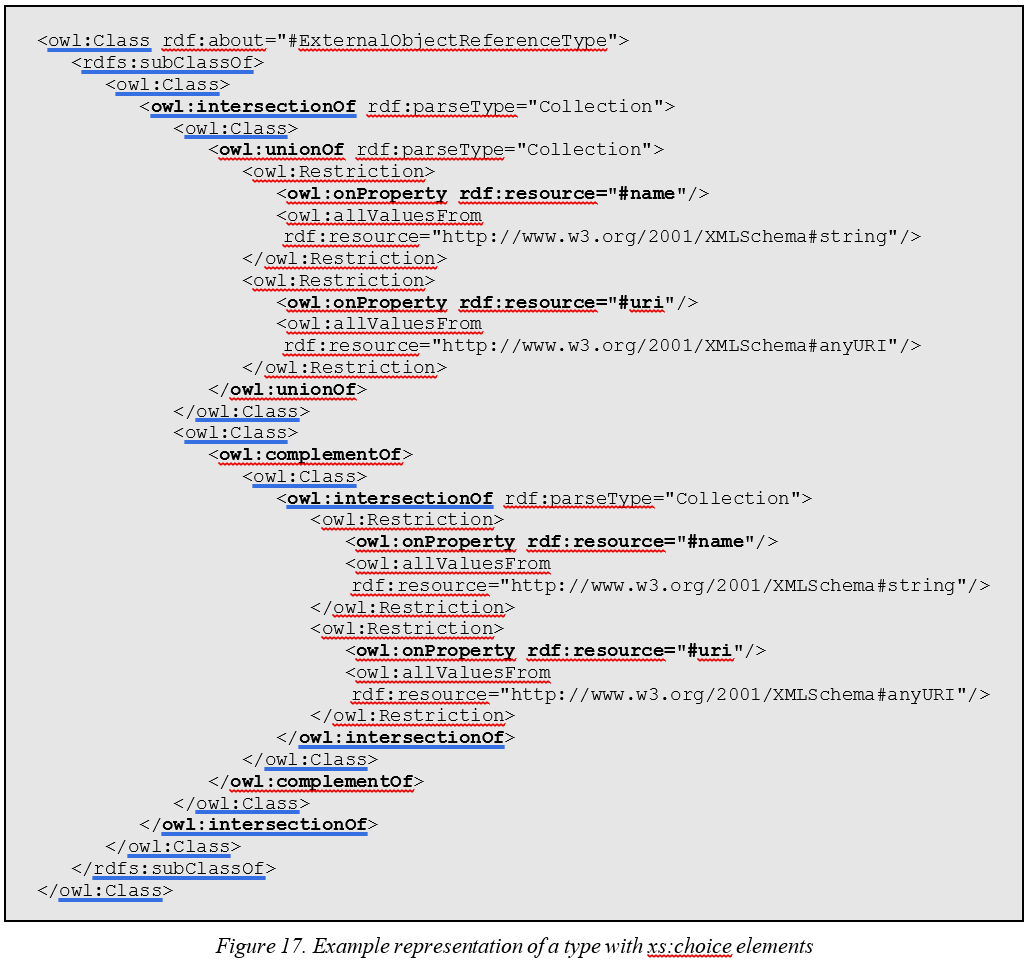 <owl:Class rdf:about="#ExternalObjectReferenceType">
<rdfs:subClassOf>
<owl:Class>
<owl:intersectionOf rdf:parseType="Collection">
<owl:Class>
<owl:unionOf rdf:parseType="Collection">
<owl:Restriction>
<owl:onProperty rdf:resource="#name"/>
<owl:allValuesFrom
rdf:resource="http://www.w3.org/2001/XMLSchema#string"/>
</owl:Restriction>
<owl:Restriction>
<owl:onProperty rdf:resource="#uri"/>
<owl:allValuesFrom
rdf:resource="http://www.w3.org/2001/XMLSchema#anyURI"/>
</owl:Restriction>
</owl:unionOf>
</owl:Class>
<owl:Class>
<owl:complementOf>
<owl:Class>
<owl:intersectionOf rdf:parseType="Collection">
<owl:Restriction>
<owl:onProperty rdf:resource="#name"/>
<owl:allValuesFrom
rdf:resource="http://www.w3.org/2001/XMLSchema#string"/>
</owl:Restriction>
<owl:Restriction>
<owl:onProperty rdf:resource="#uri"/>
<owl:allValuesFrom
rdf:resource="http://www.w3.org/2001/XMLSchema#anyURI"/>
</owl:Restriction>
</owl:intersectionOf>
</owl:Class>
</owl:complementOf>
</owl:Class>
</owl:intersectionOf>
</owl:Class>
</rdfs:subClassOf>
</owl:Class>
Figure 17. Example representation of a type with xs:choice elements